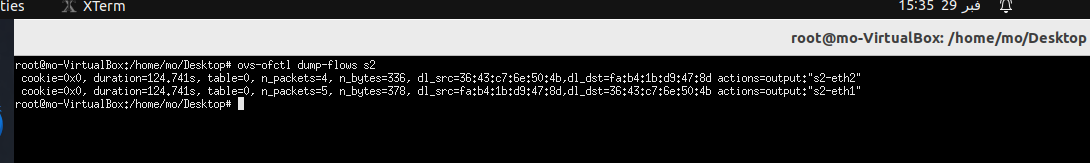 ties XTerm 15:35 29 فبر
root@mo-VirtualBox: /home/mo/Desktop
root@mo-VirtualBox:/home/mo/Desktop# ovs-ofctl dump-flows s2
cookie=0x0, duration=124.741s, table=0, n_packets=4, n_bytes=336, dl_src=36:43:c7:6e:50:4b,dl_dst=fa:b4:1b:d9:47:8d actions=output:"s2-eth2"
cookie=0x0, duration=124.741s, table=0, n_packets=5, n_bytes=378, dl_src=fa:b4:1b:d9:47:8d,dl_dst=36:43:c7:6e:50:4b actions=output:"s2-eth1"
root@mo-VirtualBox:/home/mo/Desktop#